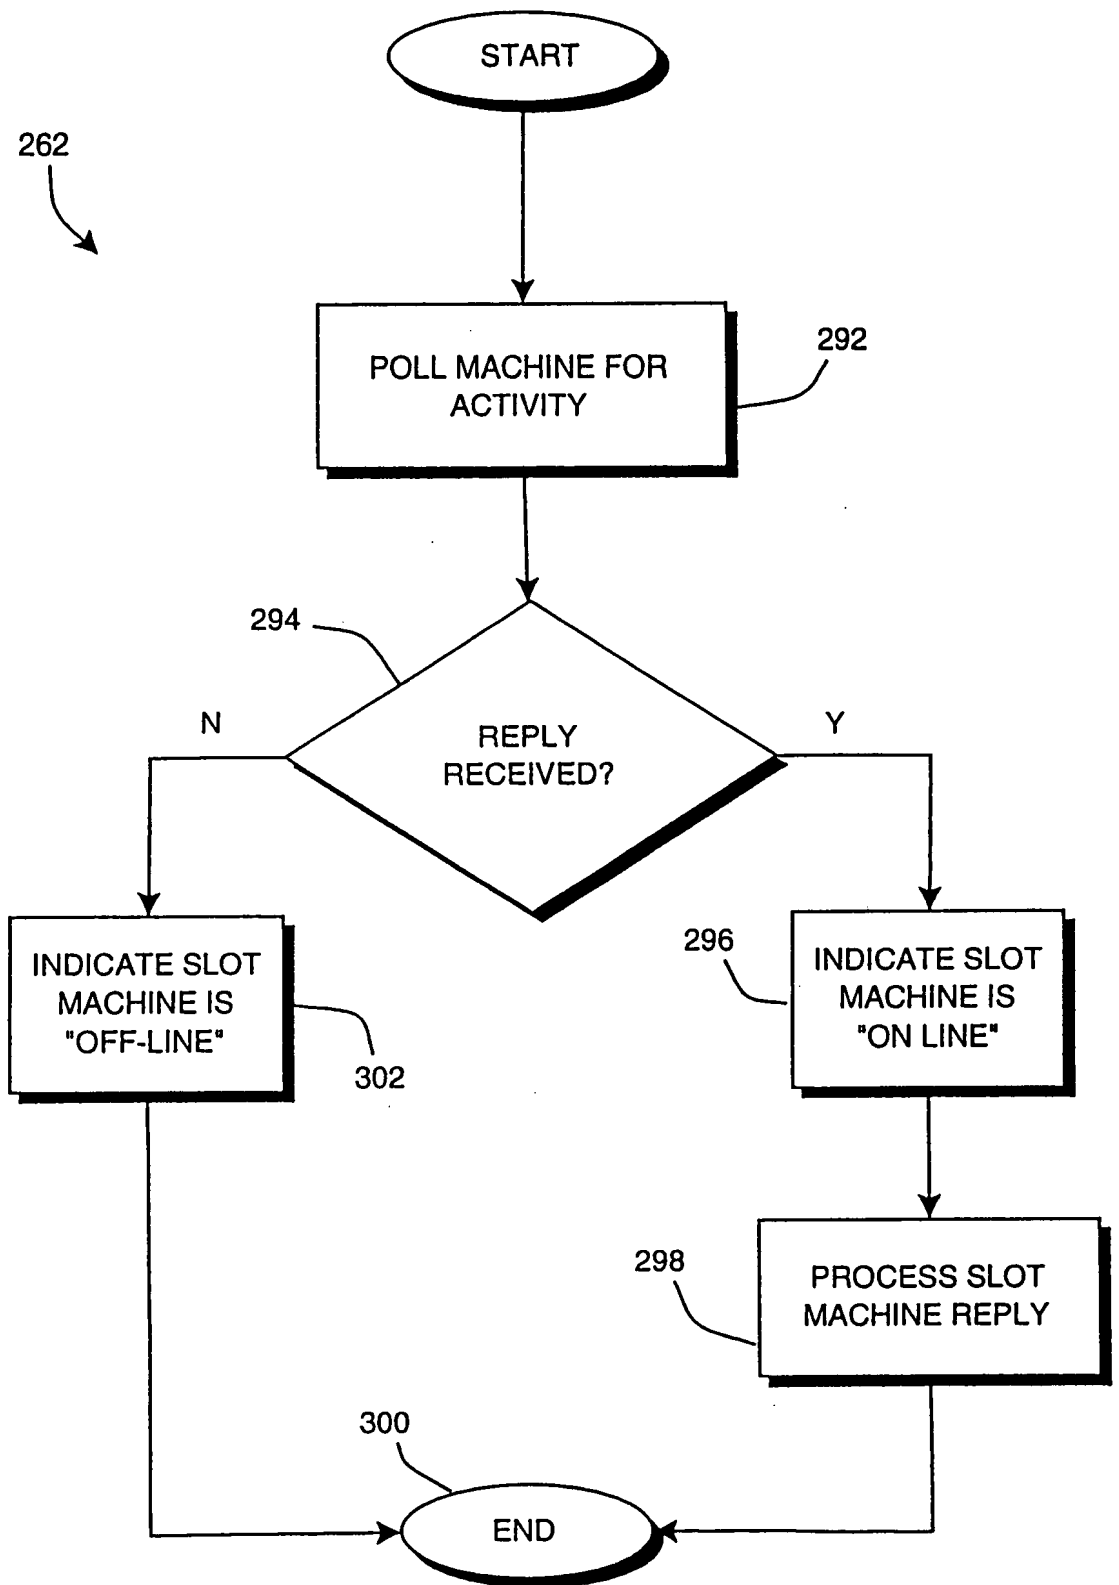 START
262
POLL MACHINE FOR
ACTIVITY
292
294
N
Y
REPLY
RECEIVED?
INDICATE SLOT
MACHINE IS
"OFF-LINE"
302
296
INDICATE SLOT
MACHINE IS
"ON LINE"
298
PROCESS SLOT
MACHINE REPLY
300
END